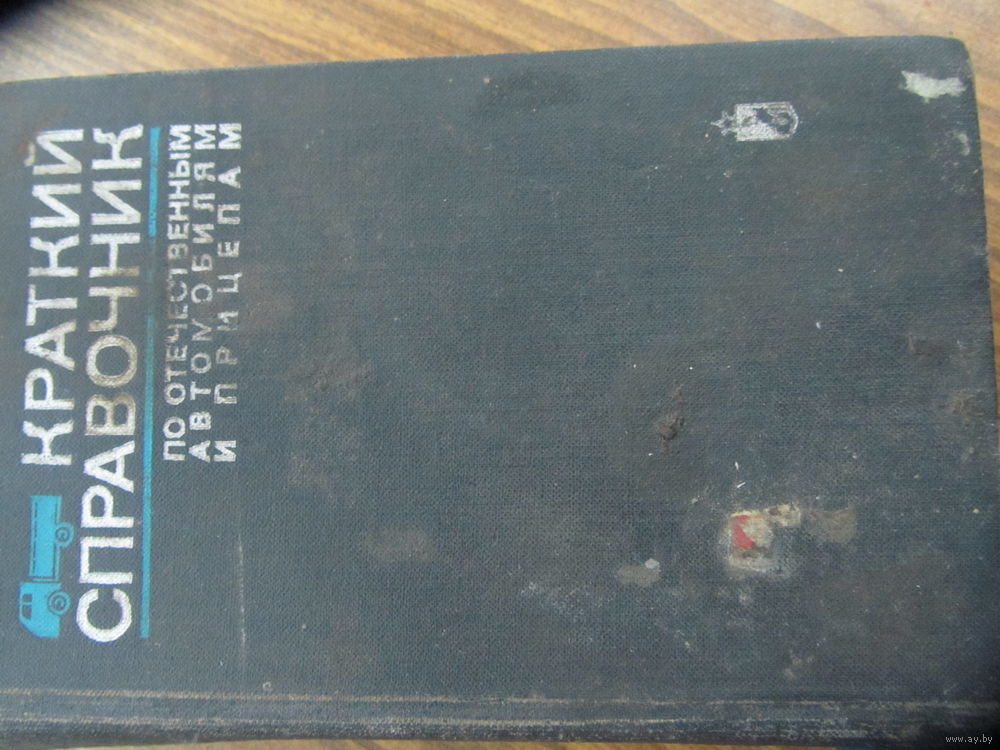 КРАТКИЙ
СПРАВОЧНИК
ПО ОТЕЧЕСТВЕННЫМ
АВТОМОБИЛЯМ
И ПРИЦЕПАМ
www.ay.by